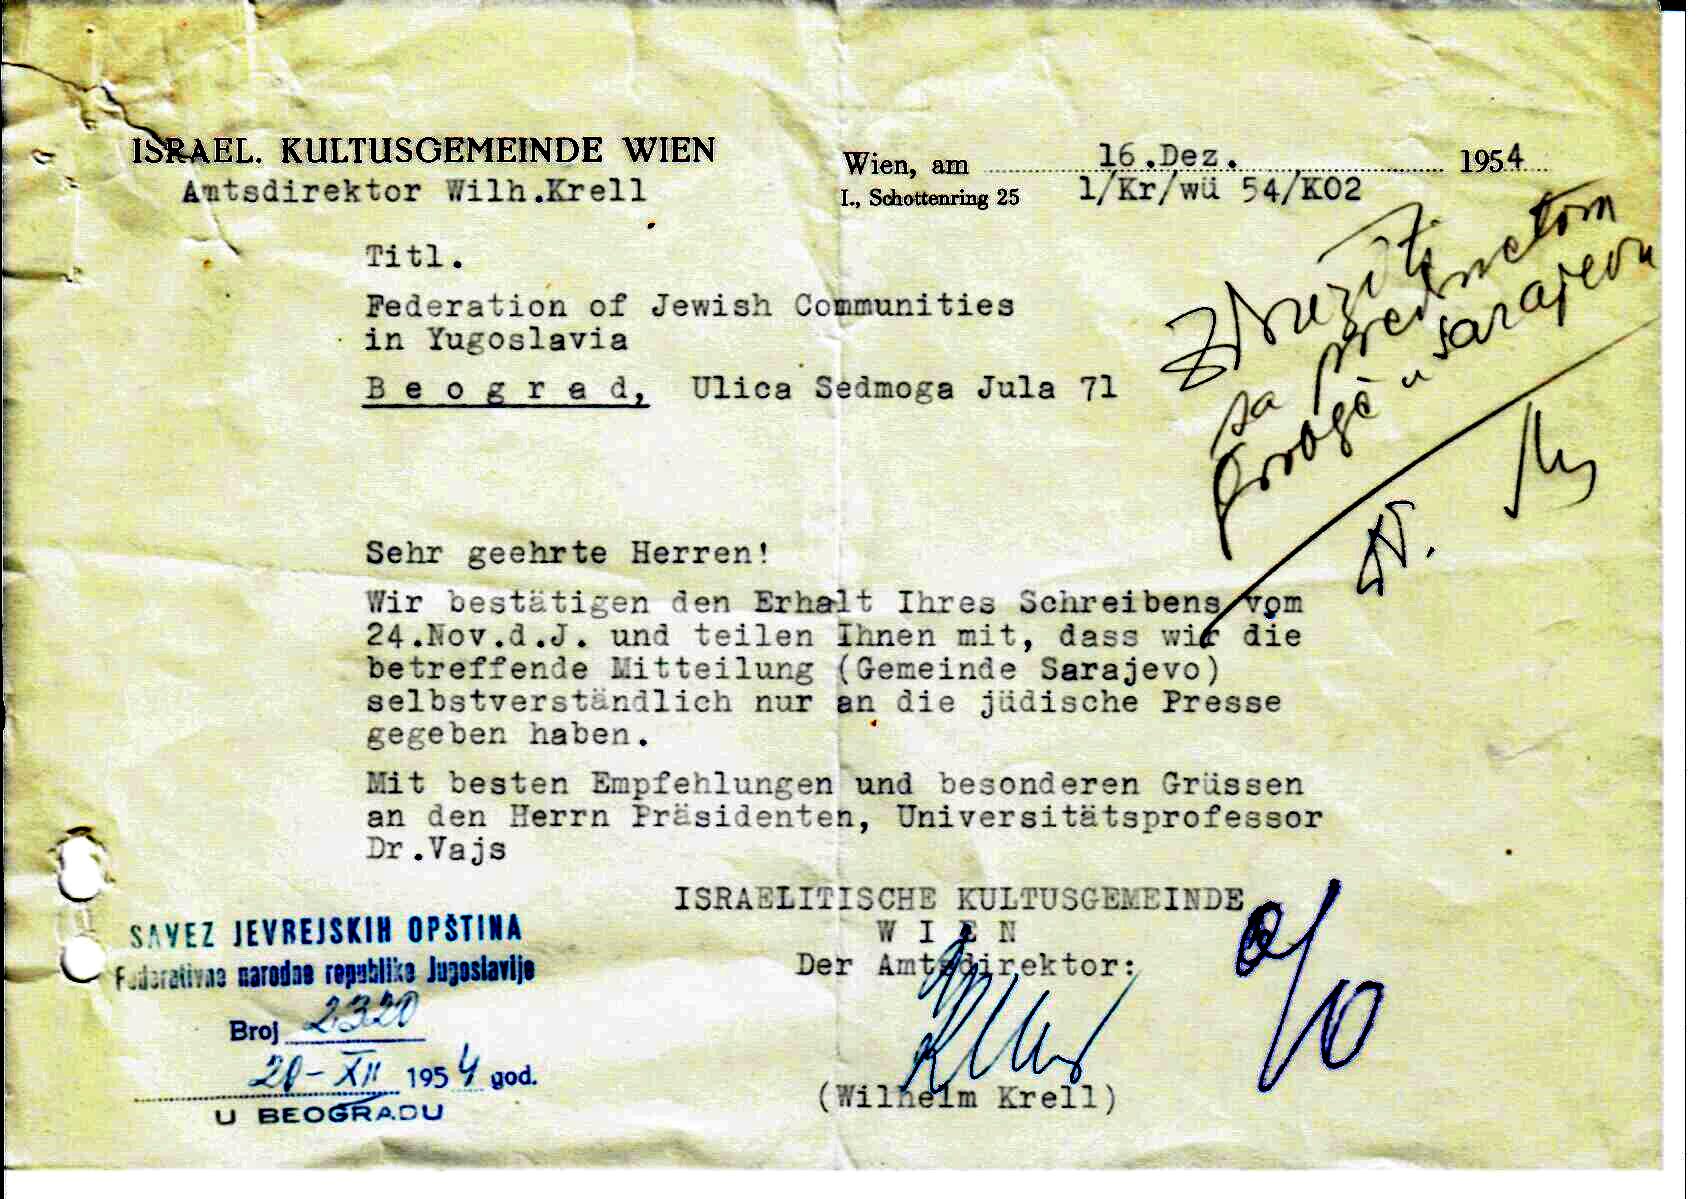 ISRAEL. KULTUSGEMEINDE WIEN
Amtsdirektor Wilh.Krell
Wien, am 16.Dez. 1954
I., Schottenring 25 1/Kr/wü 54/K02
Titl.
Federation of Jewish Communities
in Yugoslavia
Beograd, Ulica Sedmoga Jula 71
Združiti
sa predmetom
groblje u Sarajevu
Sehr geehrte Herren!
Wir bestätigen den Erhalt Ihres Schreibens vom
24.Nov.d.J. und teilen Ihnen mit, dass wir die
betreffende Mitteilung (Gemeinde Sarajevo)
selbstverständlich nur an die jüdische Presse
gegeben haben.
Mit besten Empfehlungen und besonderen Grüssen
an den Herrn Präsidenten, Universitätsprofessor
Dr.Vajs
ISRAELITISCHE KULTUSGEMEINDE
WIEN
Der Amtsdirektor:
(Wilhelm Krell)
SAVEZ JEVREJSKIH OPŠTINA
Federativne narodne republike Jugoslavije
Broj 2320
20-XII 1954 god.
U BEOGRADU
a/a